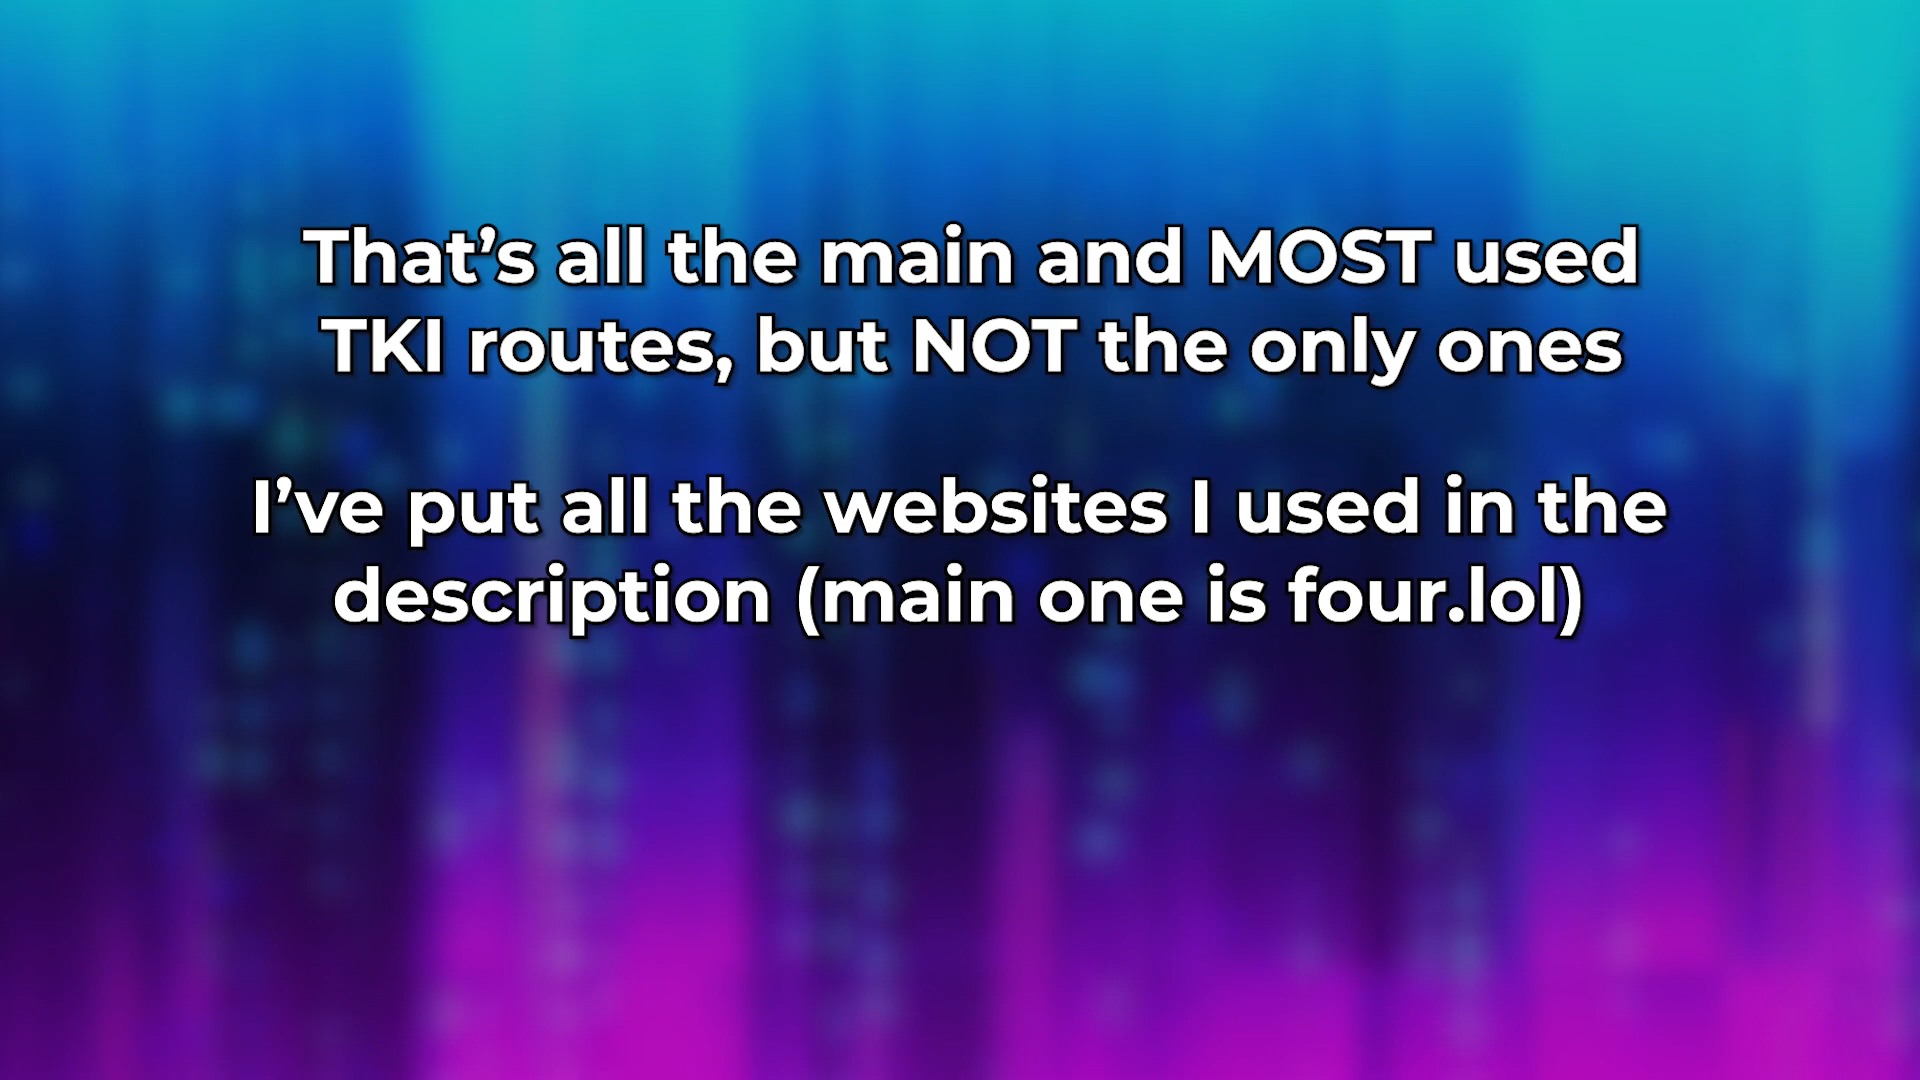 That’s all the main and MOST used
TKI routes, but NOT the only ones
I’ve put all the websites I used in the
description (main one is four.lol)